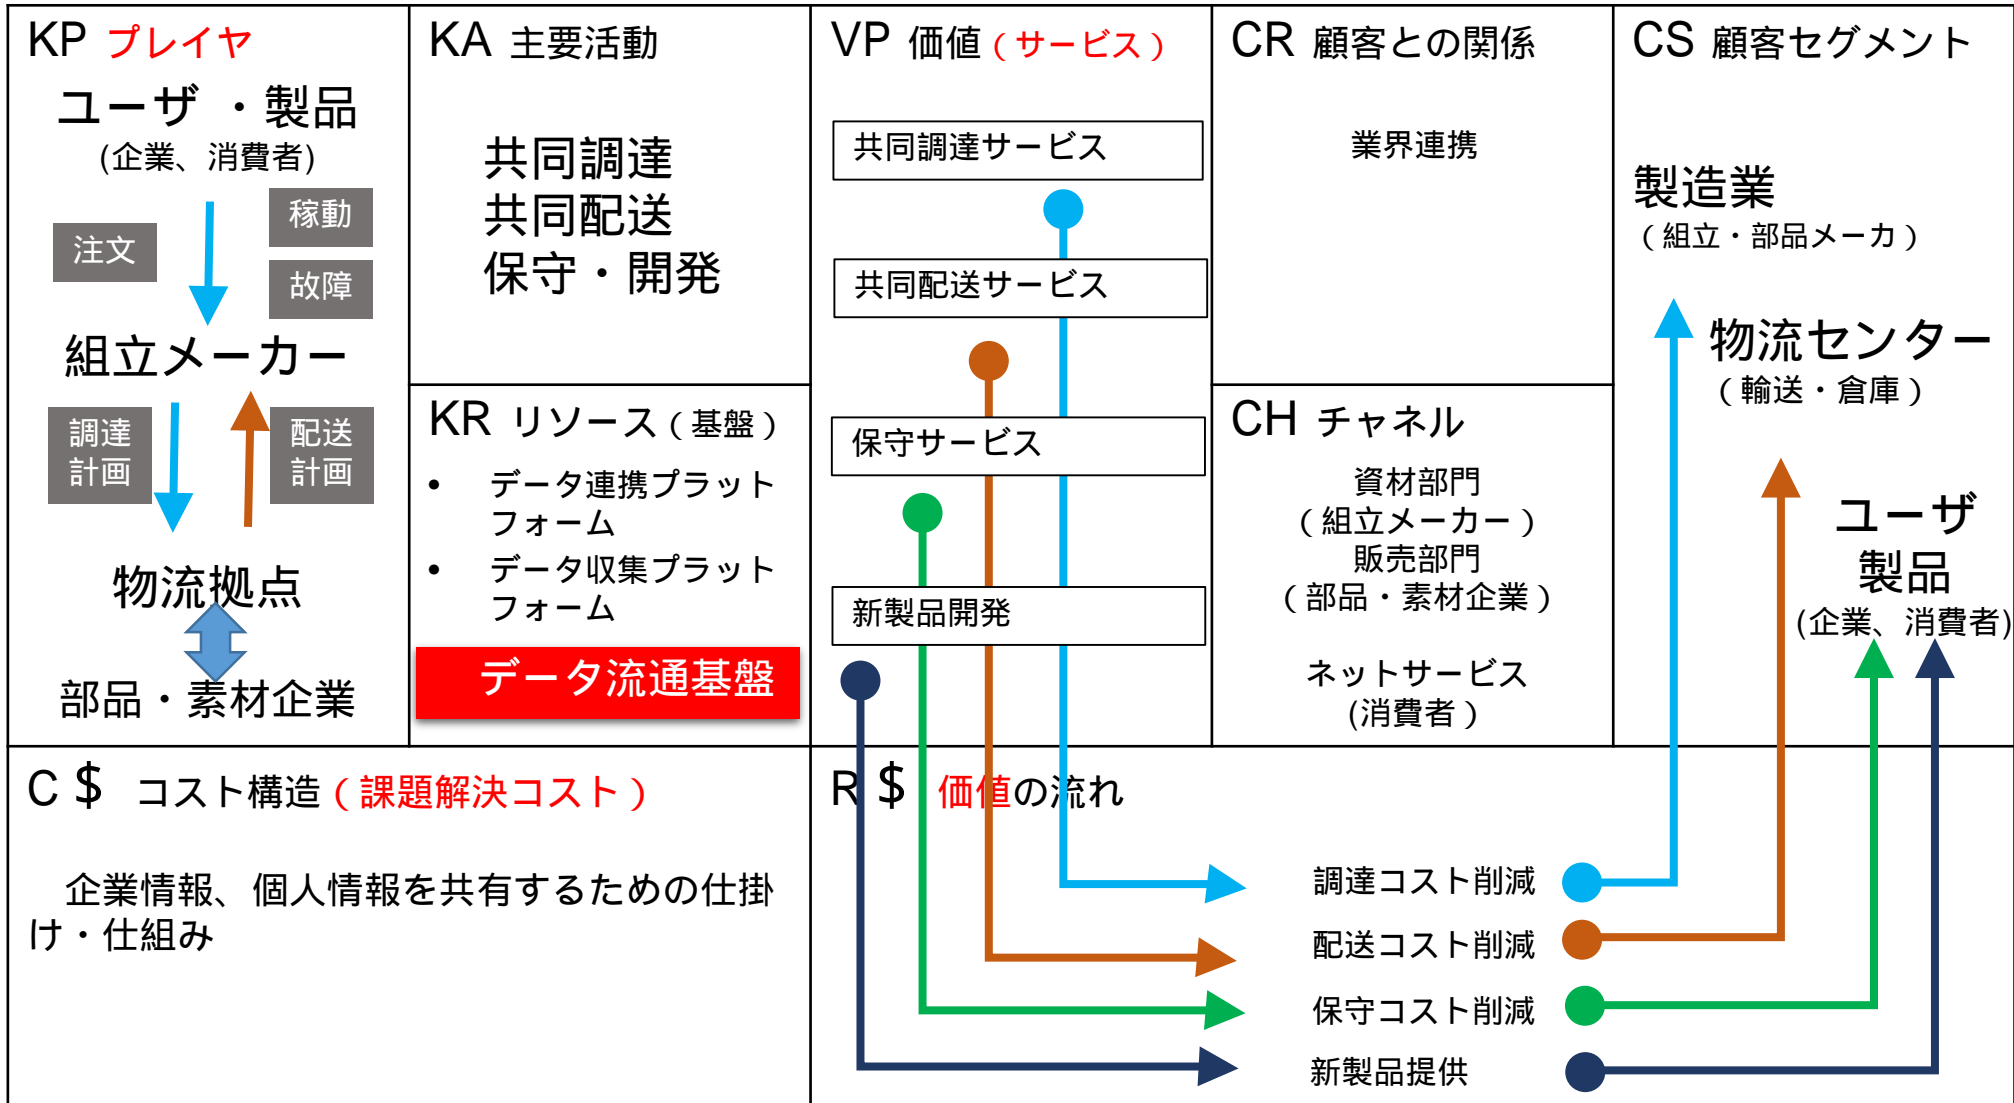 KP プレイヤ
ユーザ ・製品
(企業、消費者)
注文
稼動
故障
組立メーカー
調達
計画
配送
計画
物流拠点
部品・素材企業
KA 主要活動
共同調達
共同配送
保守・開発
KR リソース（基盤）
• データ連携プラット
フォーム
• データ収集プラット
フォーム
データ流通基盤
VP 価値（サービス）
共同調達サービス
共同配送サービス
保守サービス
新製品開発
CR 顧客との関係
業界連携
CH チャネル
資材部門
（組立メーカー）
販売部門
（部品・素材企業）
ネットサービス
(消費者）
CS 顧客セグメント
製造業
（組立・部品メーカ）
物流センター
（輸送・倉庫）
ユーザ
製品
(企業、消費者)
C＄ コスト構造（課題解決コスト）
企業情報、個人情報を共有するための仕掛
け・仕組み
R＄ 価値の流れ
調達コスト削減
配送コスト削減
保守コスト削減
新製品提供